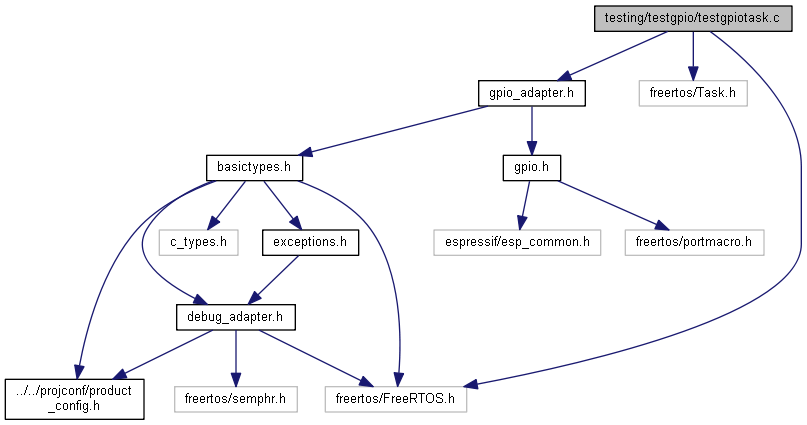 testing/testgpio/testgpiotask.c
gpio_adapter.h
freertos/Task.h
basictypes.h
gpio.h
c_types.h
exceptions.h
espressif/esp_common.h
freertos/portmacro.h
debug_adapter.h
../../projconf/product
_config.h
freertos/semphr.h
freertos/FreeRTOS.h